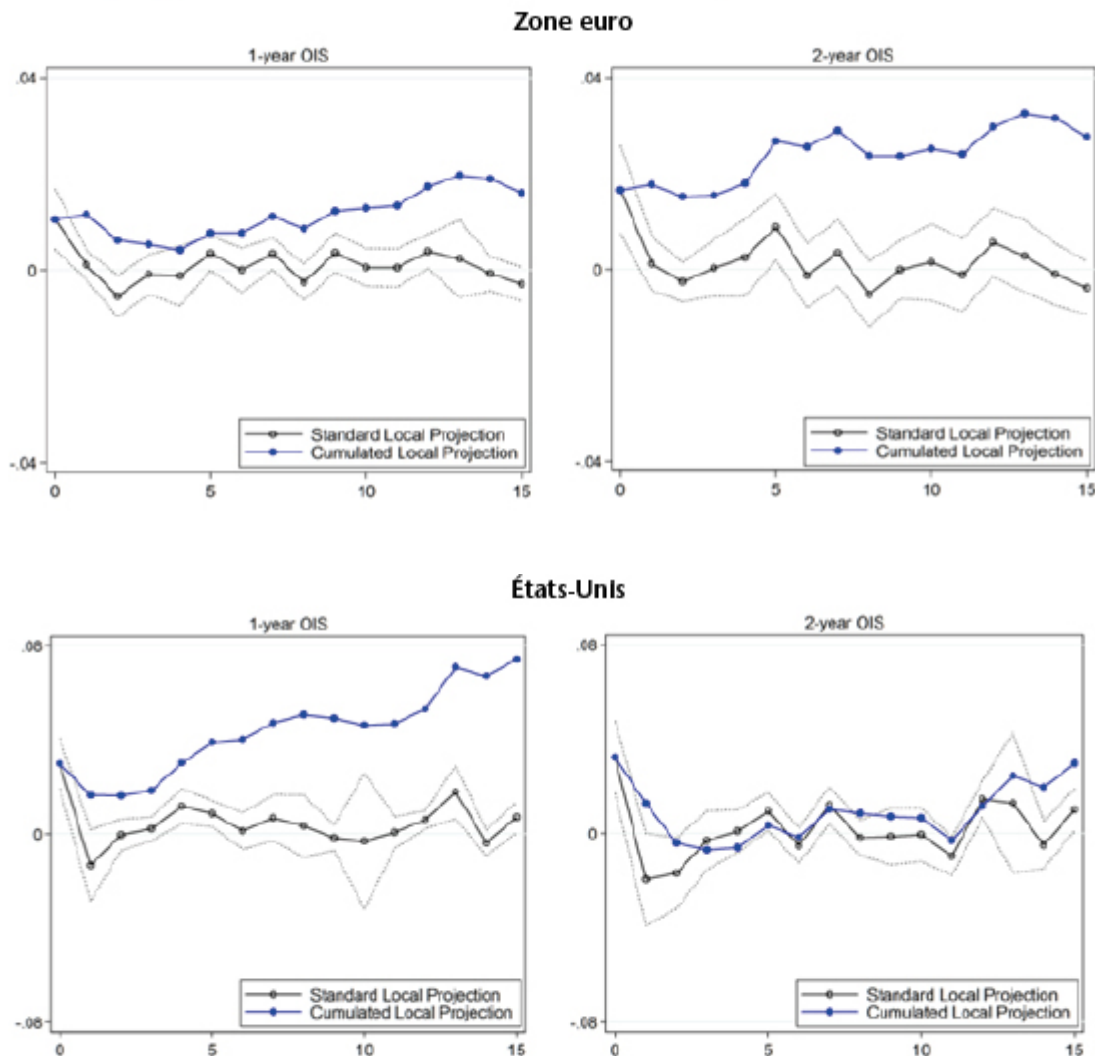 Zone euro
1-year OIS
.04
0
-.04
0 5 10 15
Standard Local Projection
Cumulated Local Projection
2-year OIS
.04
0
-.04
0 5 10 15
Standard Local Projection
Cumulated Local Projection
États-Unis
1-year OIS
.08
0
-.08
0 5 10 15
Standard Local Projection
Cumulated Local Projection
2-year OIS
.08
0
-.08
0 5 10 15
Standard Local Projection
Cumulated Local Projection